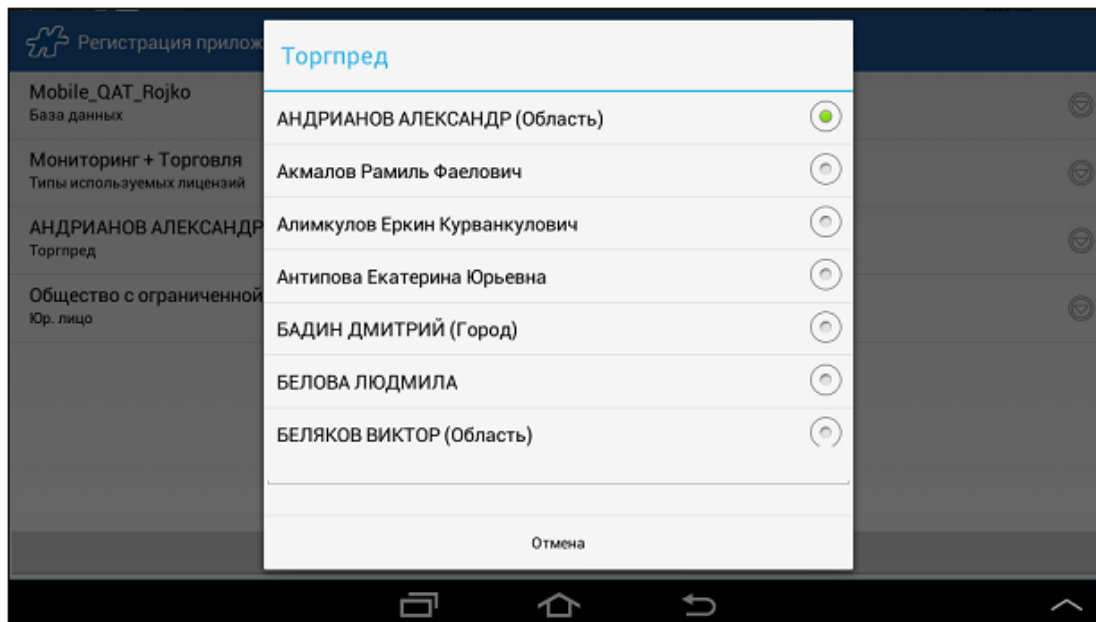 Регистрация прилож
Mobile_QAT_Rojko
База данных
Мониторинг + Торговля
Типы используемых лицензий
АНДРИАНОВ АЛЕКСАНДР
Торгпред
Общество с ограниченной
Юр. лицо
Торгпред
АНДРИАНОВ АЛЕКСАНДР (Область)
Акмалов Рамиль Фаелович
Алимкулов Еркин Курванкулович
Антипова Екатерина Юрьевна
БАДИН ДМИТРИЙ (Город)
БЕЛОВА ЛЮДМИЛА
БЕЛЯКОВ ВИКТОР (Область)
Отмена